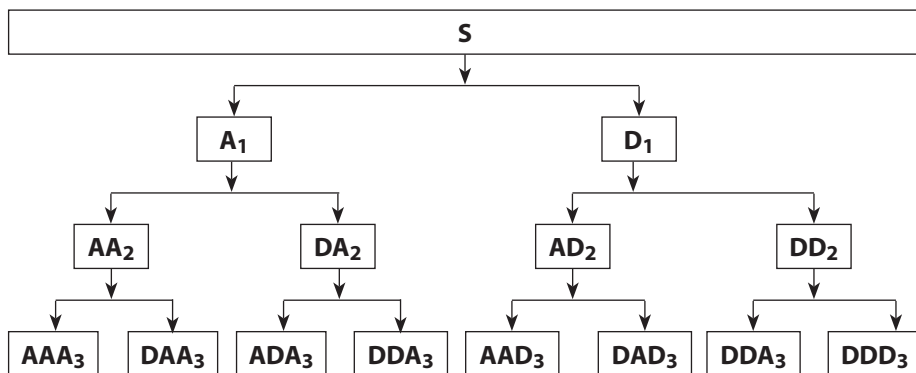 S
A₁ D₁
AA₂ DA₂ AD₂ DD₂
AAA₃ DAA₃ ADA₃ DDA₃ AAD₃ DAD₃ DDA₃ DDD₃